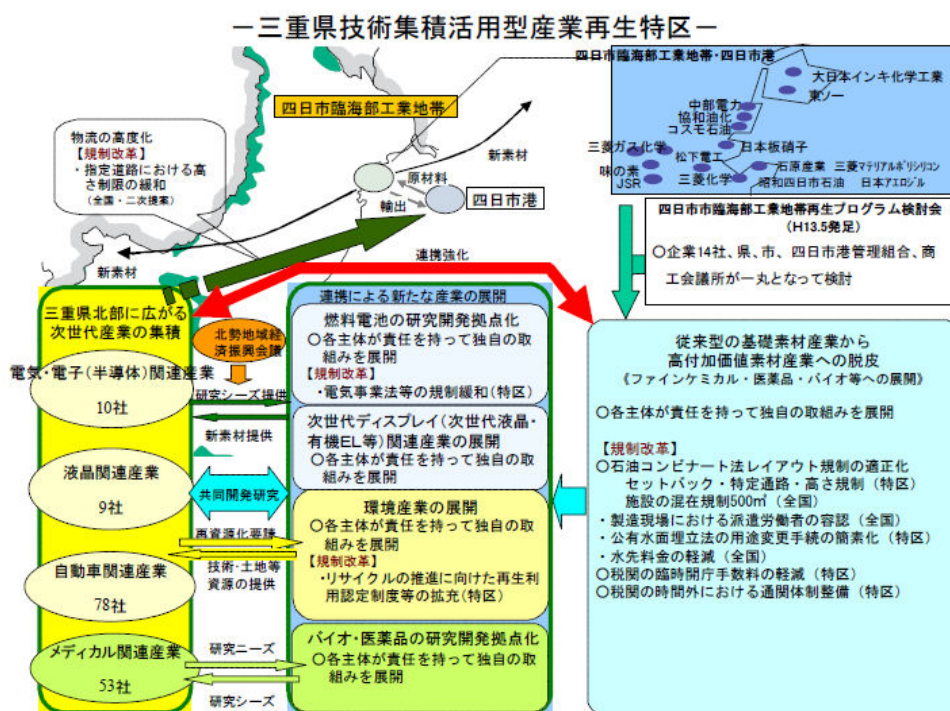 －三重県技術集積活用型産業再生特区－
四日市臨海部工業地帯・四日市港
大日本インキ化学工業
東ソー
中部電力
協和油化
コスモ石油
三菱ガス化学
日本板硝子
松下電工
味の素
石原産業
三菱マテリアルポリシリコン
JSR
三菱化学
昭和四日市石油
日本アエロジル
四日市臨海部工業地帯
物流の高度化
【規制改革】
・指定道路における高
さ制限の緩和
（全国・二次提案）
新素材
原材料
輸出
四日市港
新素材
連携強化
四日市市臨海部工業地帯再生プログラム検討会
（H13.5発足）
○企業14社、県、市、四日市港管理組合、商
工会議所が一丸となって検討
三重県北部に広がる
次世代産業の集積
北勢地域経
済振興会議
電気・電子（半導体）関連産業
10社
液晶関連産業
9社
自動車関連産業
78社
メディカル関連産業
53社
研究シーズ提供
新素材提供
共同開発研究
再資源化要請
技術・土地等
資源の提供
研究ニーズ
研究シーズ
連携による新たな産業の展開
燃料電池の研究開発拠点化
○各主体が責任を持って独自の取
組みを展開
【規制改革】
・電気事業法等の規制緩和（特区）
次世代ディスプレイ（次世代液晶・
有機EL等）関連産業の展開
○各主体が責任を持って独自の取
組みを展開
環境産業の展開
○各主体が責任を持って独自の取
組みを展開
【規制改革】
・リサイクルの推進に向けた再生利
用認定制度等の拡充（特区）
バイオ・医薬品の研究開発拠点化
○各主体が責任を持って独自の取
組みを展開
従来型の基礎素材産業から
高付加価値素材産業への脱皮
《ファインケミカル・医薬品・バイオ等への展開》
○各主体が責任を持って独自の取組みを展開
【規制改革】
○石油コンビナート法レイアウト規制の適正化
セットバック・特定通路・高さ規制（特区）
施設の混在規制500㎡（全国）
・製造現場における派遣労働者の容認（全国）
・公有水面埋立法の用途変更手続の簡素化（特区）
・水先料金の軽減（全国）
○税関の臨時開庁手数料の軽減（特区）
○税関の時間外における通関体制整備（特区）